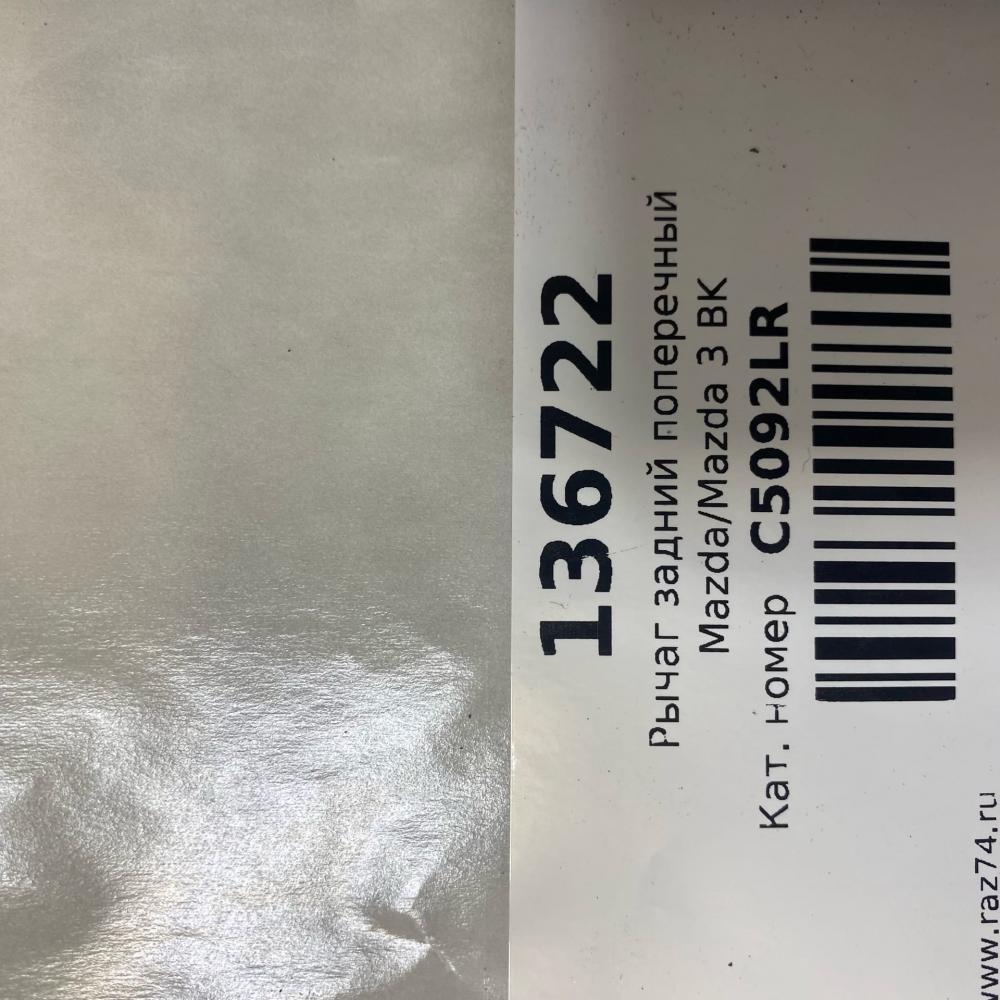 136722
Рычаг задний поперечный
Mazda/Mazda 3 BK
Кат. номер C5092LR
www.raz74.ru